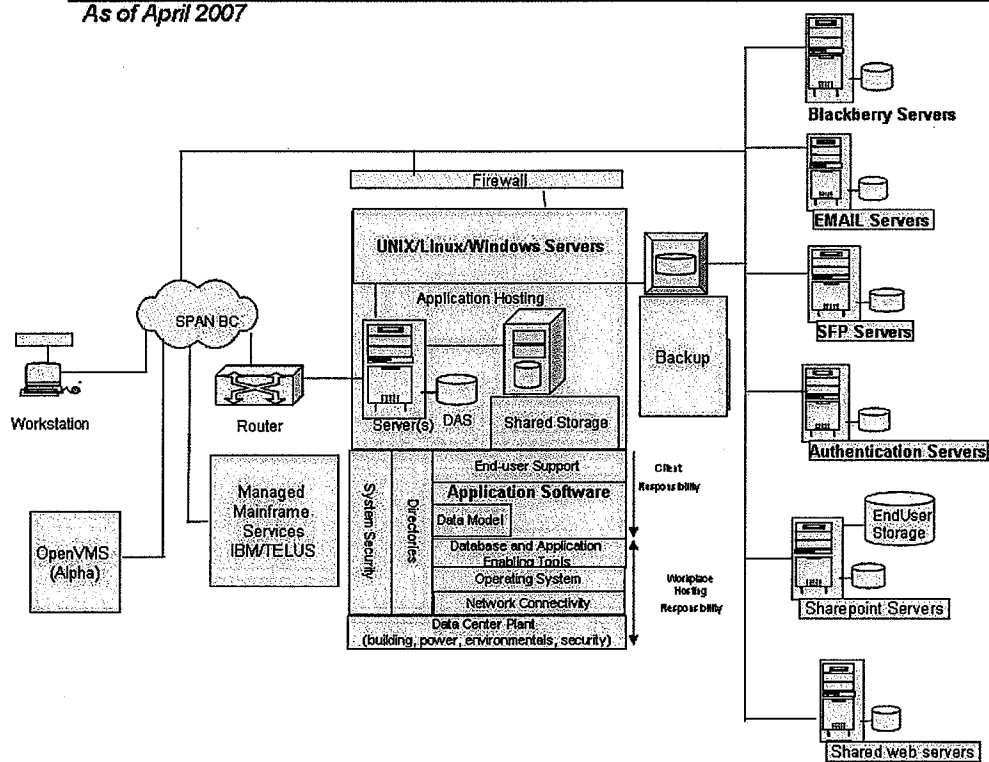 As of April 2007
Blackberry Servers
Firewall
EMAIL Servers
UNIX/Linux/Windows Servers
Application Hosting
SPAN BC
SFP Servers
Backup
Workstation
Router
Server(s)
DAS
Shared Storage
Authentication Servers
End-user Support
Client
Responsibility
System Security
Directories
Application Software
Managed
Mainframe
Services
IBM/TELUS
Data Model
EndUser
Storage
OpenVMS
(Alpha)
Database and Application
Enabling Tools
Operating System
Workplace
Hosting
Responsibility
Network Connectivity
Sharepoint Servers
Data Center Plant
(building, power, environmentals, security)
Shared web servers